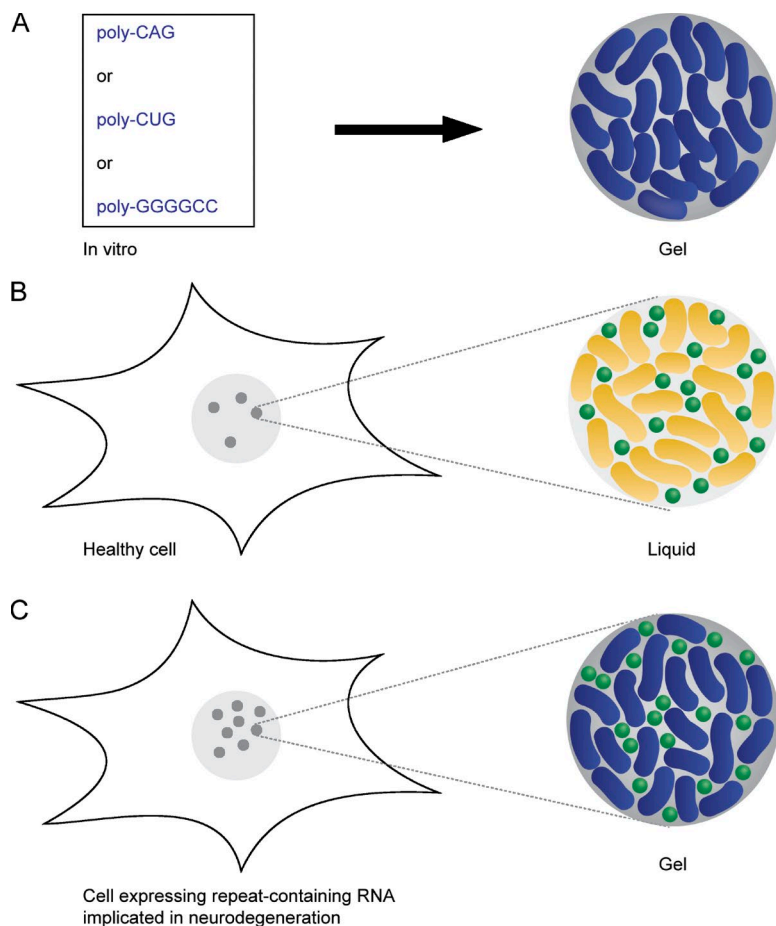 A
poly-CAG
or
poly-CUG
or
poly-GGGGCC
In vitro
Gel
B
Healthy cell
Liquid
C
Cell expressing repeat-containing RNA
implicated in neurodegeneration
Gel